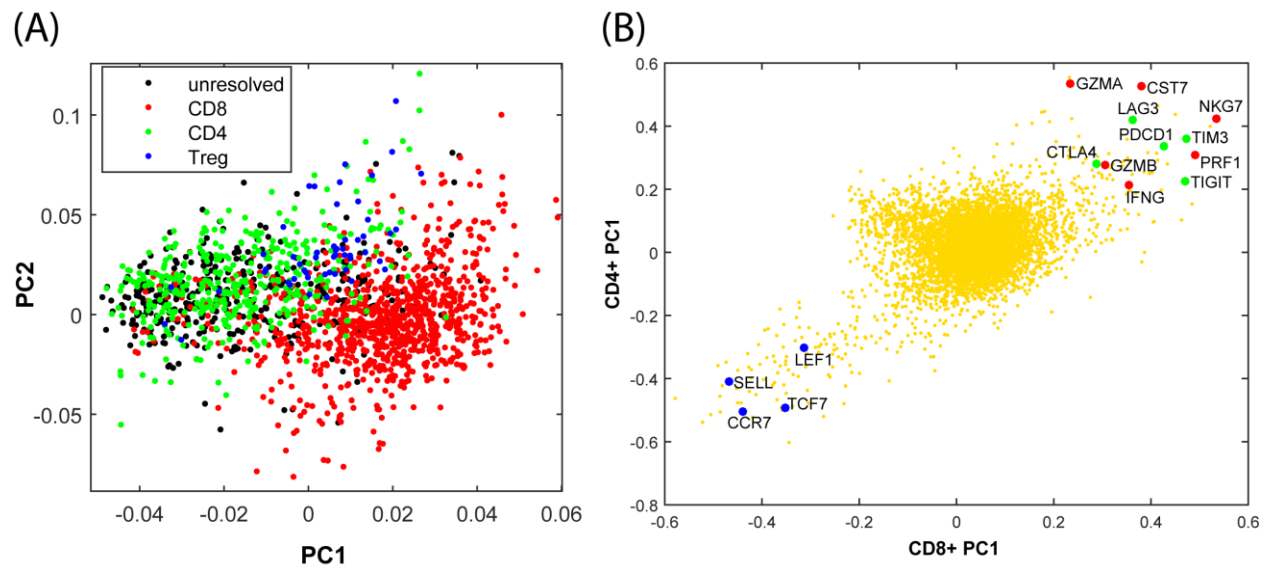 (A)
unresolved
CD8
CD4
Treg
0.1
0.05
0
-0.05
PC2
-0.04
-0.02
0
0.02
0.04
0.06
PC1
(B)
0.6
0.4
0.2
0
-0.2
-0.4
-0.6
-0.8
CD4+ PC1
GZMA
CST7
LAG3
NKG7
PDCD1
TIM3
CTLA4
GZMB
PRF1
TIGIT
IFNG
LEF1
SELL
TCF7
CCR7
-0.6
-0.4
-0.2
0
0.2
0.4
0.6
CD8+ PC1